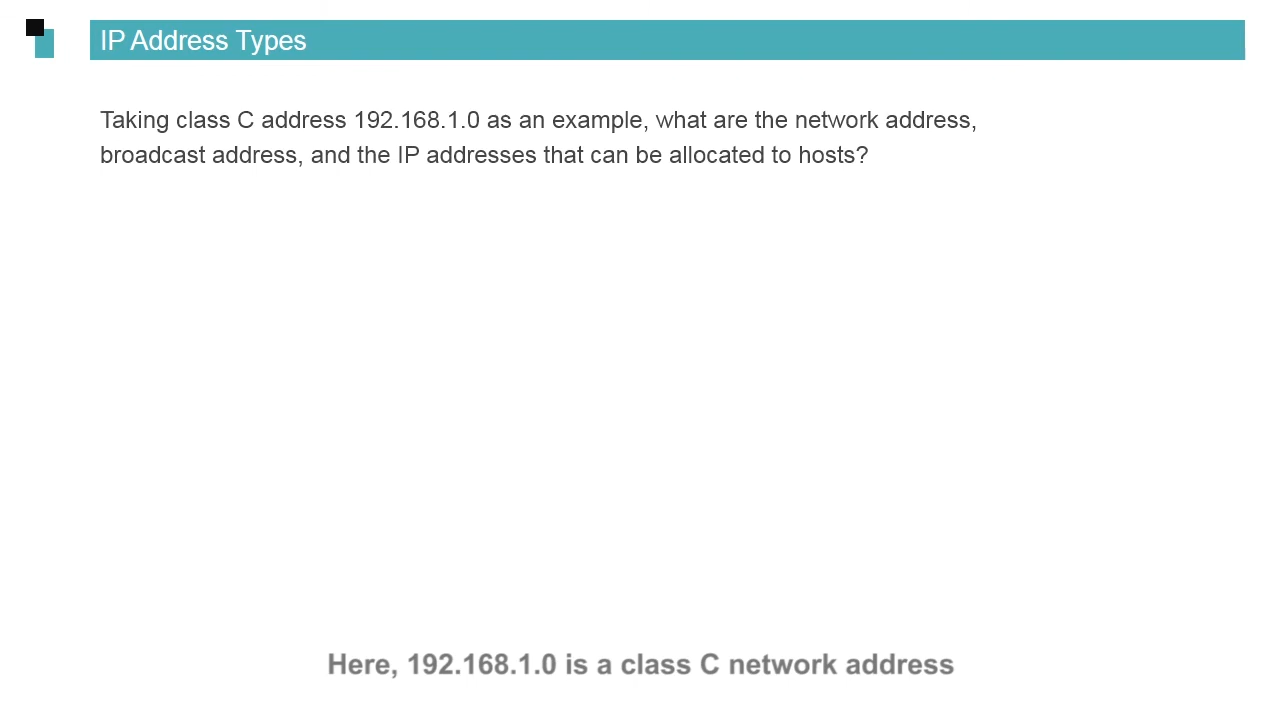 IP Address Types
Taking class C address 192.168.1.0 as an example, what are the network address,
broadcast address, and the IP addresses that can be allocated to hosts?
Here, 192.168.1.0 is a class C network address